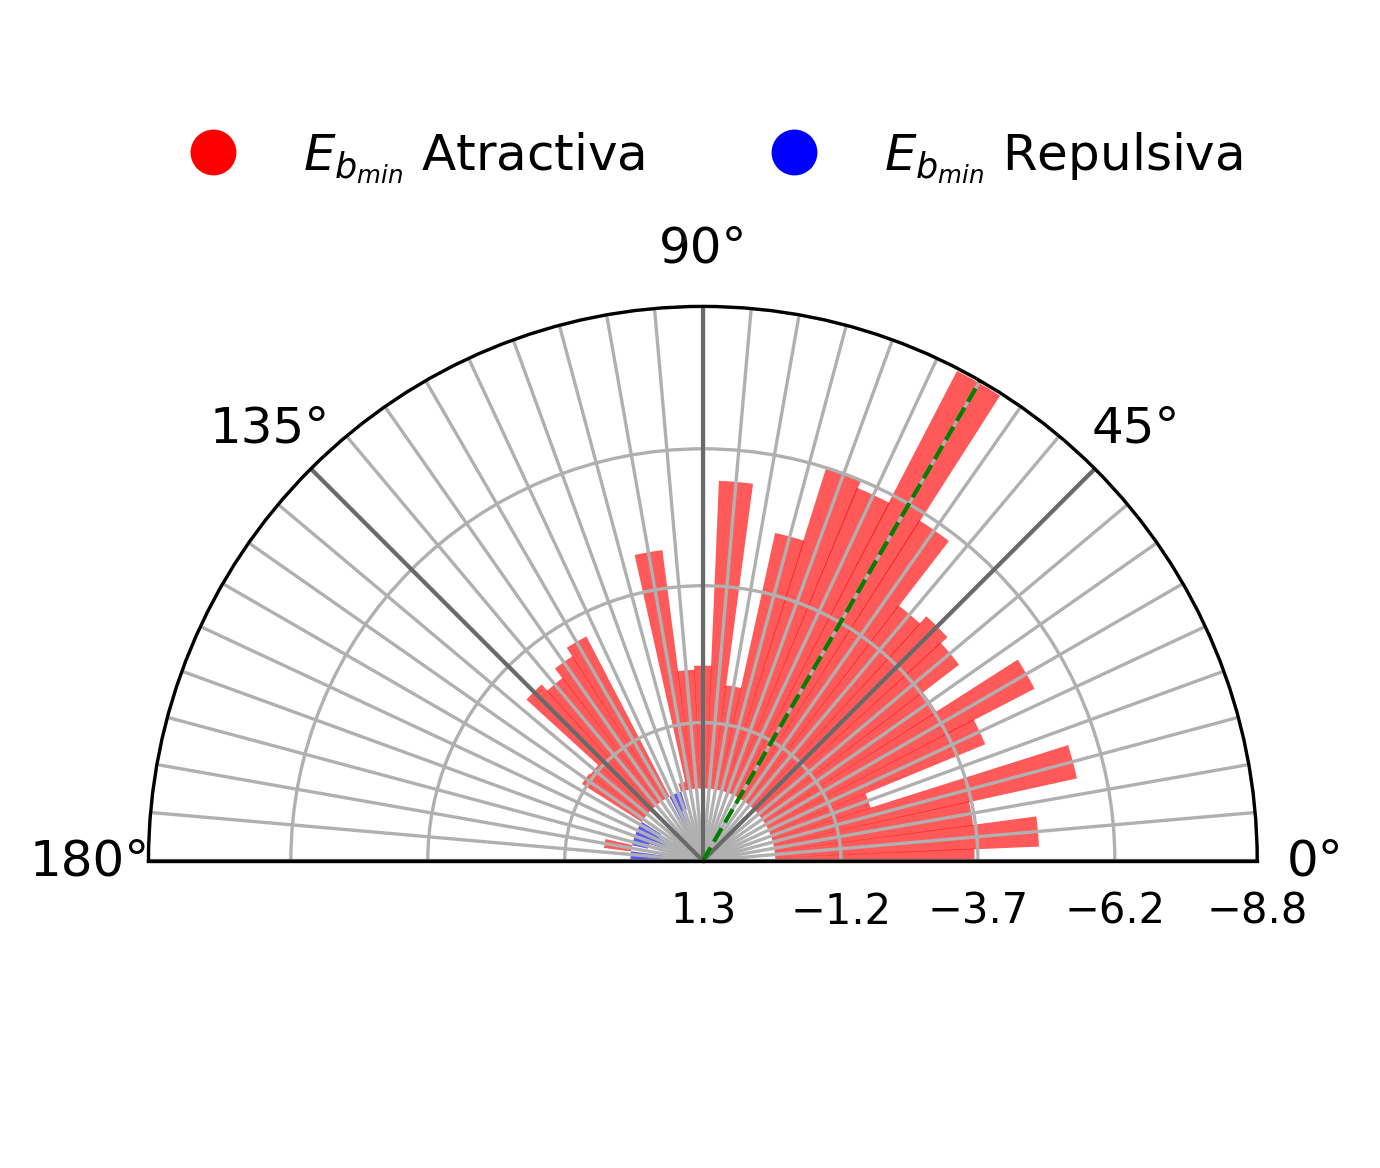 E_{b_{min}} Atractiva E_{b_{min}} Repulsiva
90°
135° 45°
180° 0°
1.3 −1.2 −3.7 −6.2 −8.8